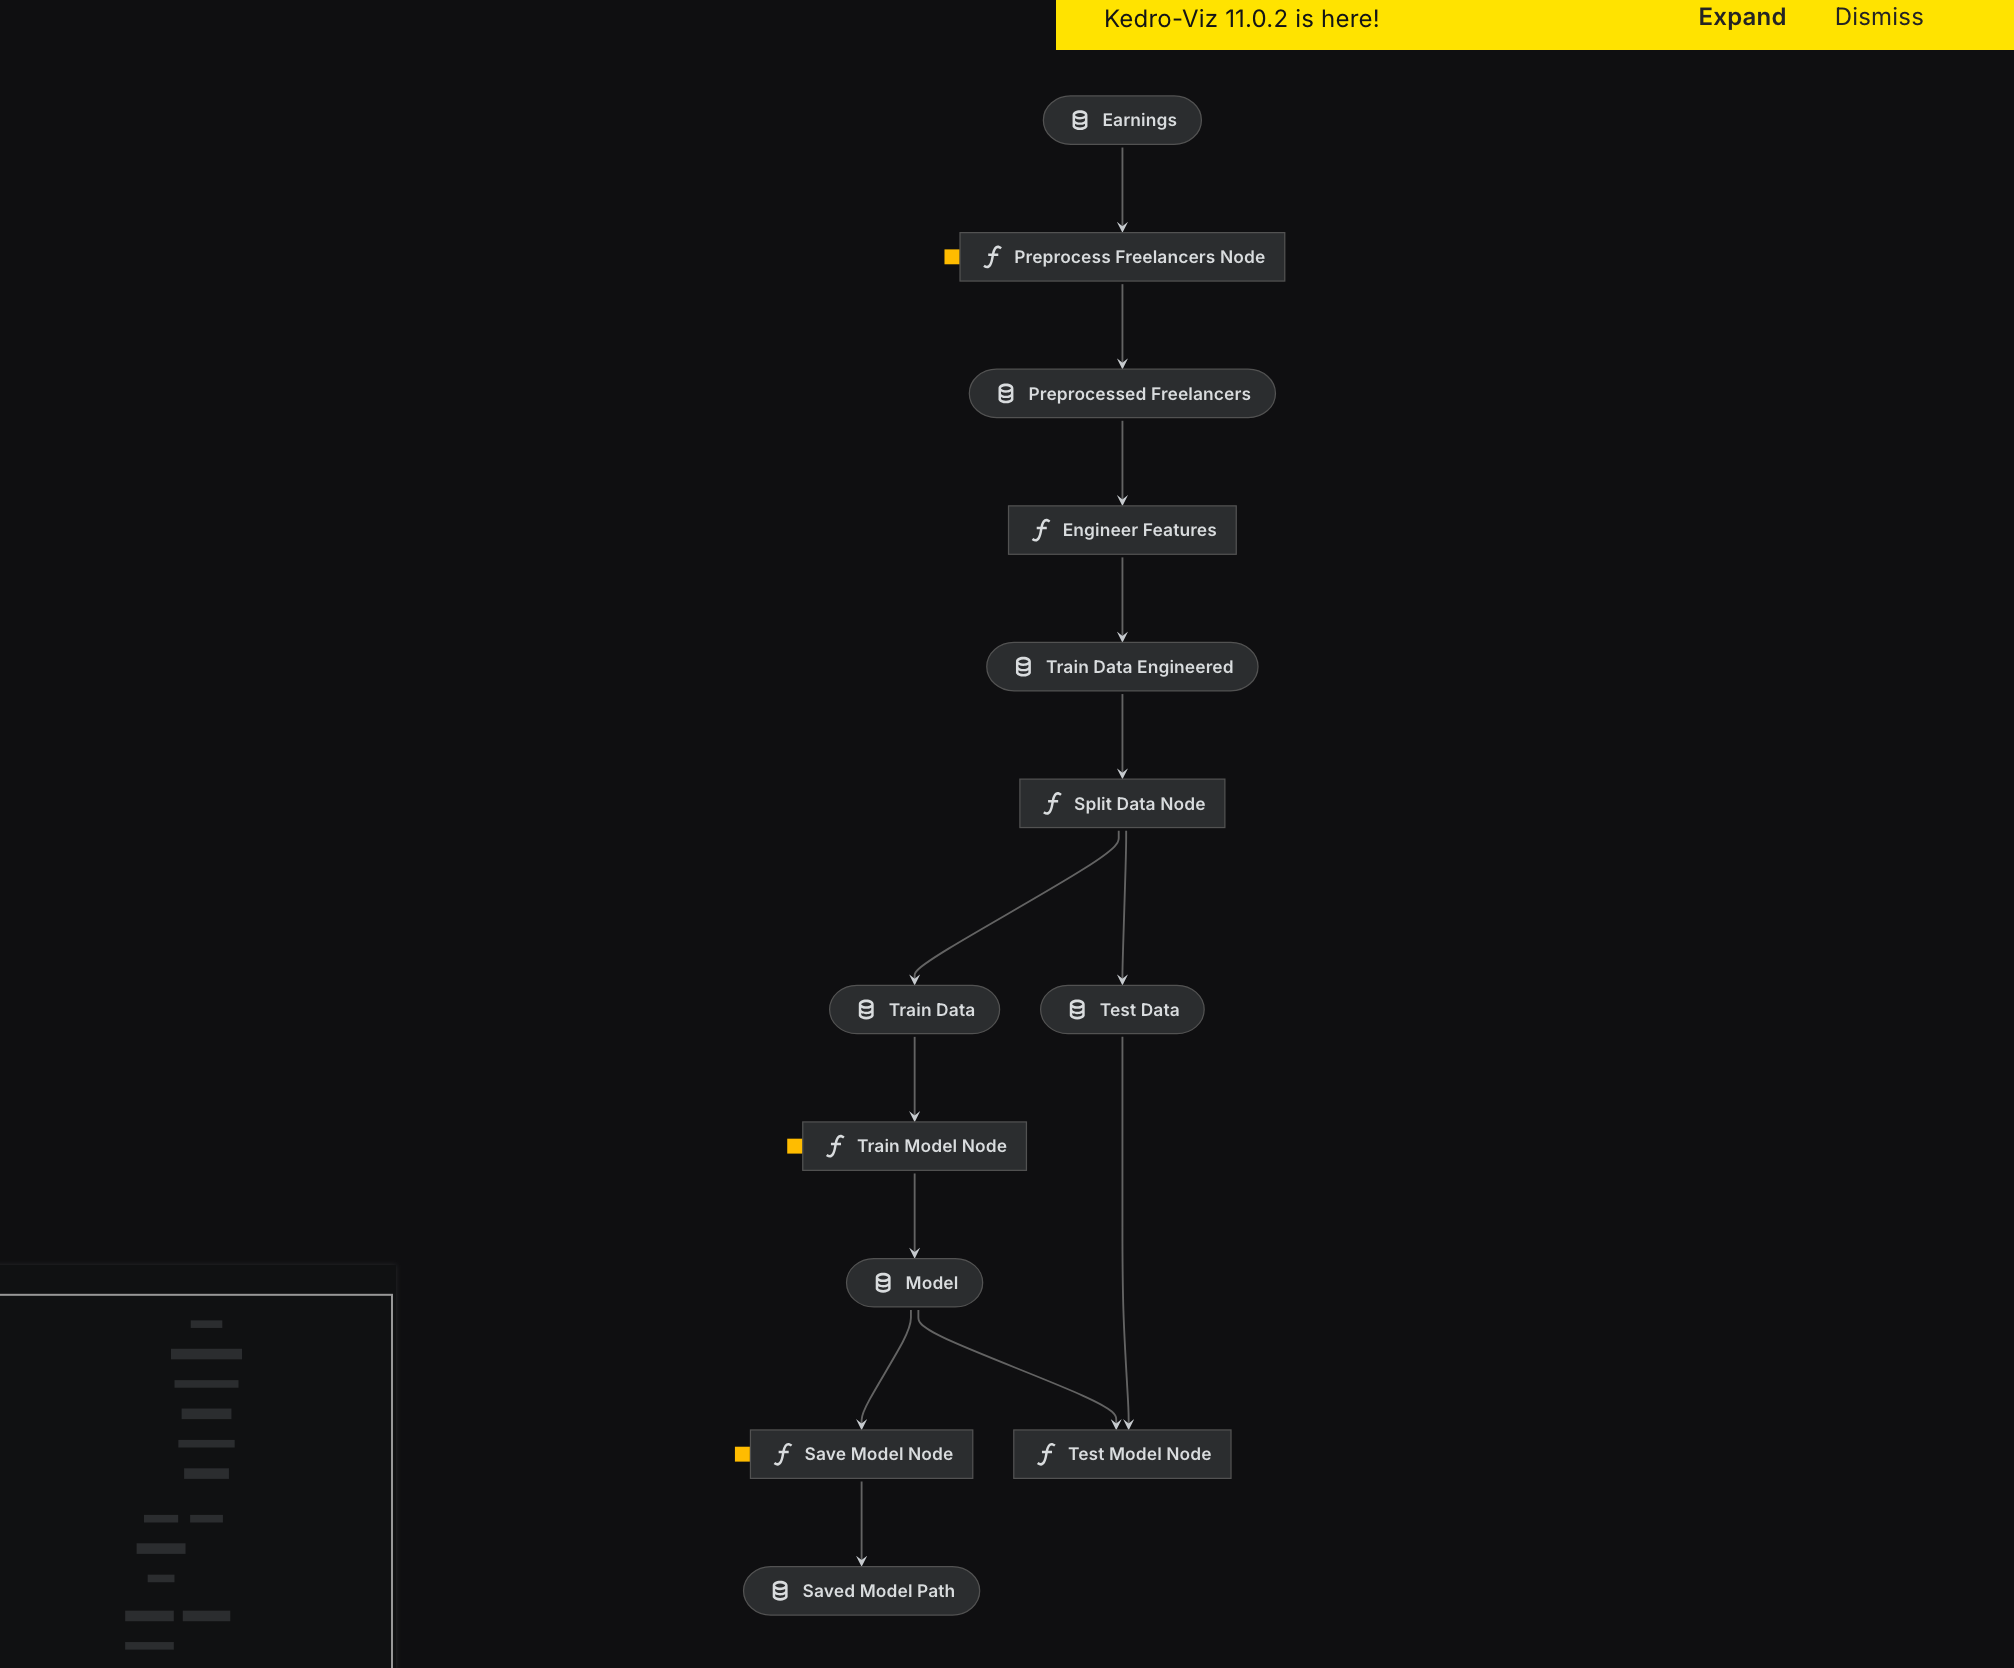 Kedro-Viz 11.0.2 is here!
Expand
Dismiss
Earnings
Preprocess Freelancers Node
Preprocessed Freelancers
Engineer Features
Train Data Engineered
Split Data Node
Train Data
Test Data
Train Model Node
Model
Save Model Node
Test Model Node
Saved Model Path